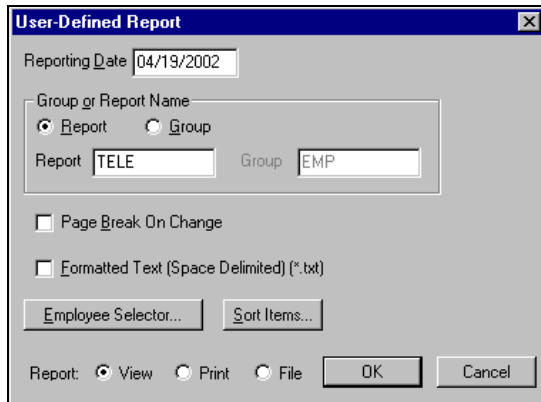 User-Defined Report
Reporting Date 04/19/2002
Group or Report Name
Report Group
Report TELE Group EMP
Page Break On Change
Formatted Text (Space Delimited) (*.txt)
Employee Selector... Sort Items...
Report: View Print File OK Cancel